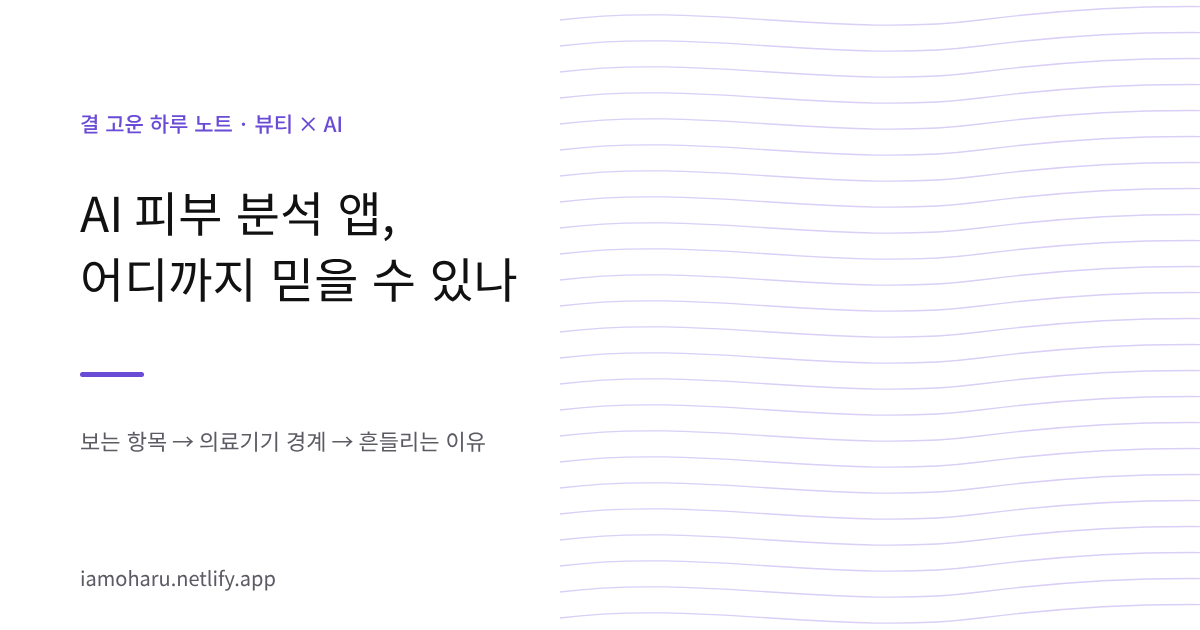 결 고운 하루 노트 · 뷰티 × AI
AI 피부 분석 앱,
어디까지 믿을 수 있나
보는 항목 → 의료기기 경계 → 흔들리는 이유
iamoharu.netlify.app